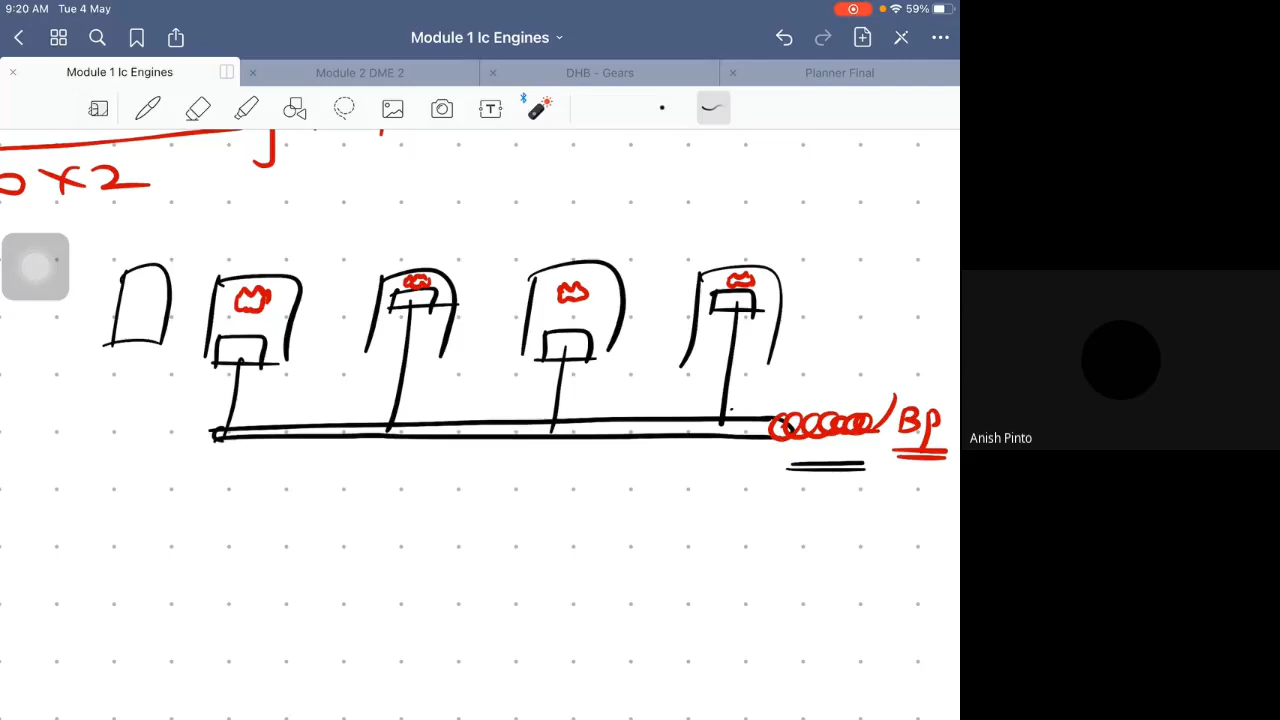 9:20 AM Tue 4 May 59%
Module 1 Ic Engines
Module 1 Ic Engines Module 2 DME 2 DHB - Gears Planner Final
T
x 2
BP
Anish Pinto